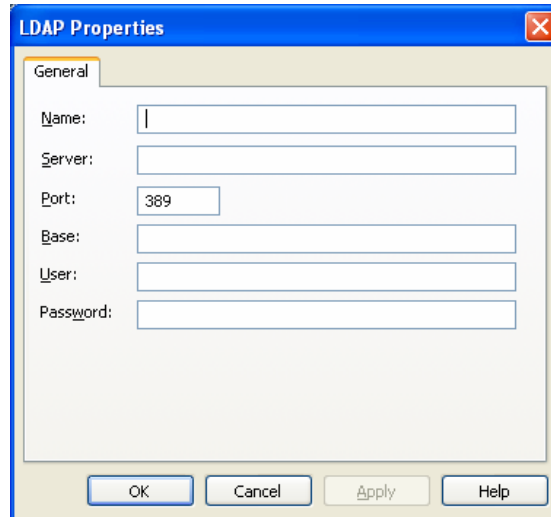 LDAP Properties
General
Name:
Server:
Port: 389
Base:
User:
Password:
OK Cancel Apply Help